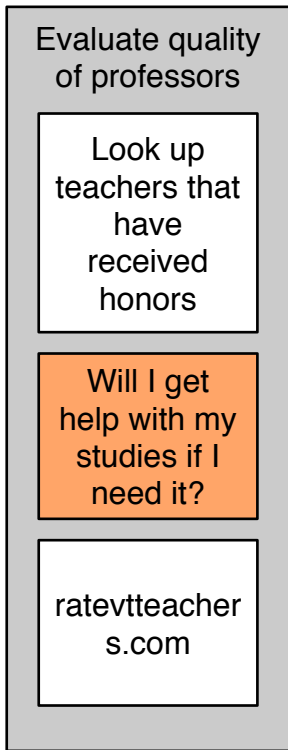 Evaluate quality
of professors
Look up
teachers that
have
received
honors
Will I get
help with my
studies if I
need it?
ratevtteacher
s.com